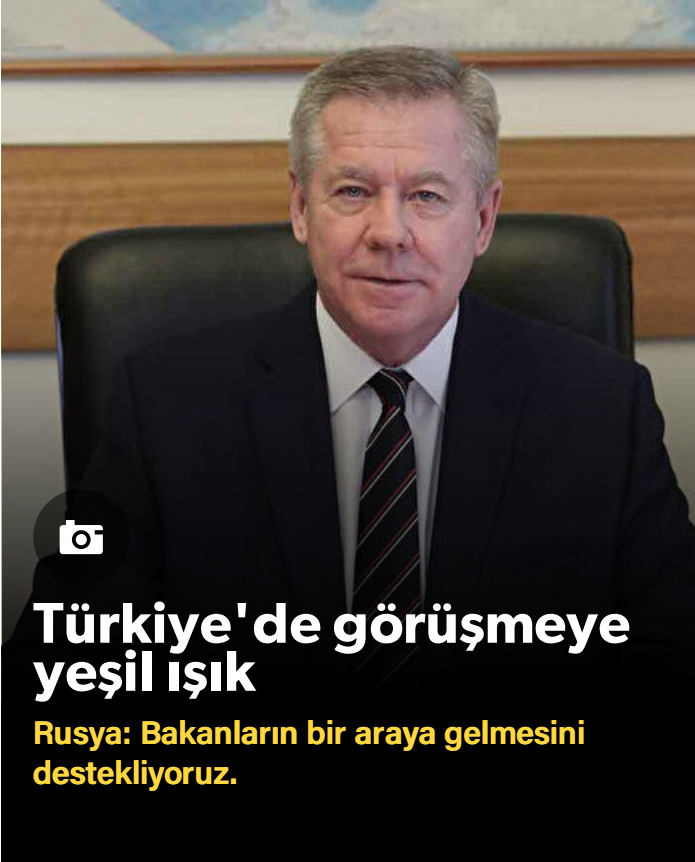 Türkiye'de görüşmeye
yeşil ışık
Rusya: Bakanların bir araya gelmesini
destekliyoruz.